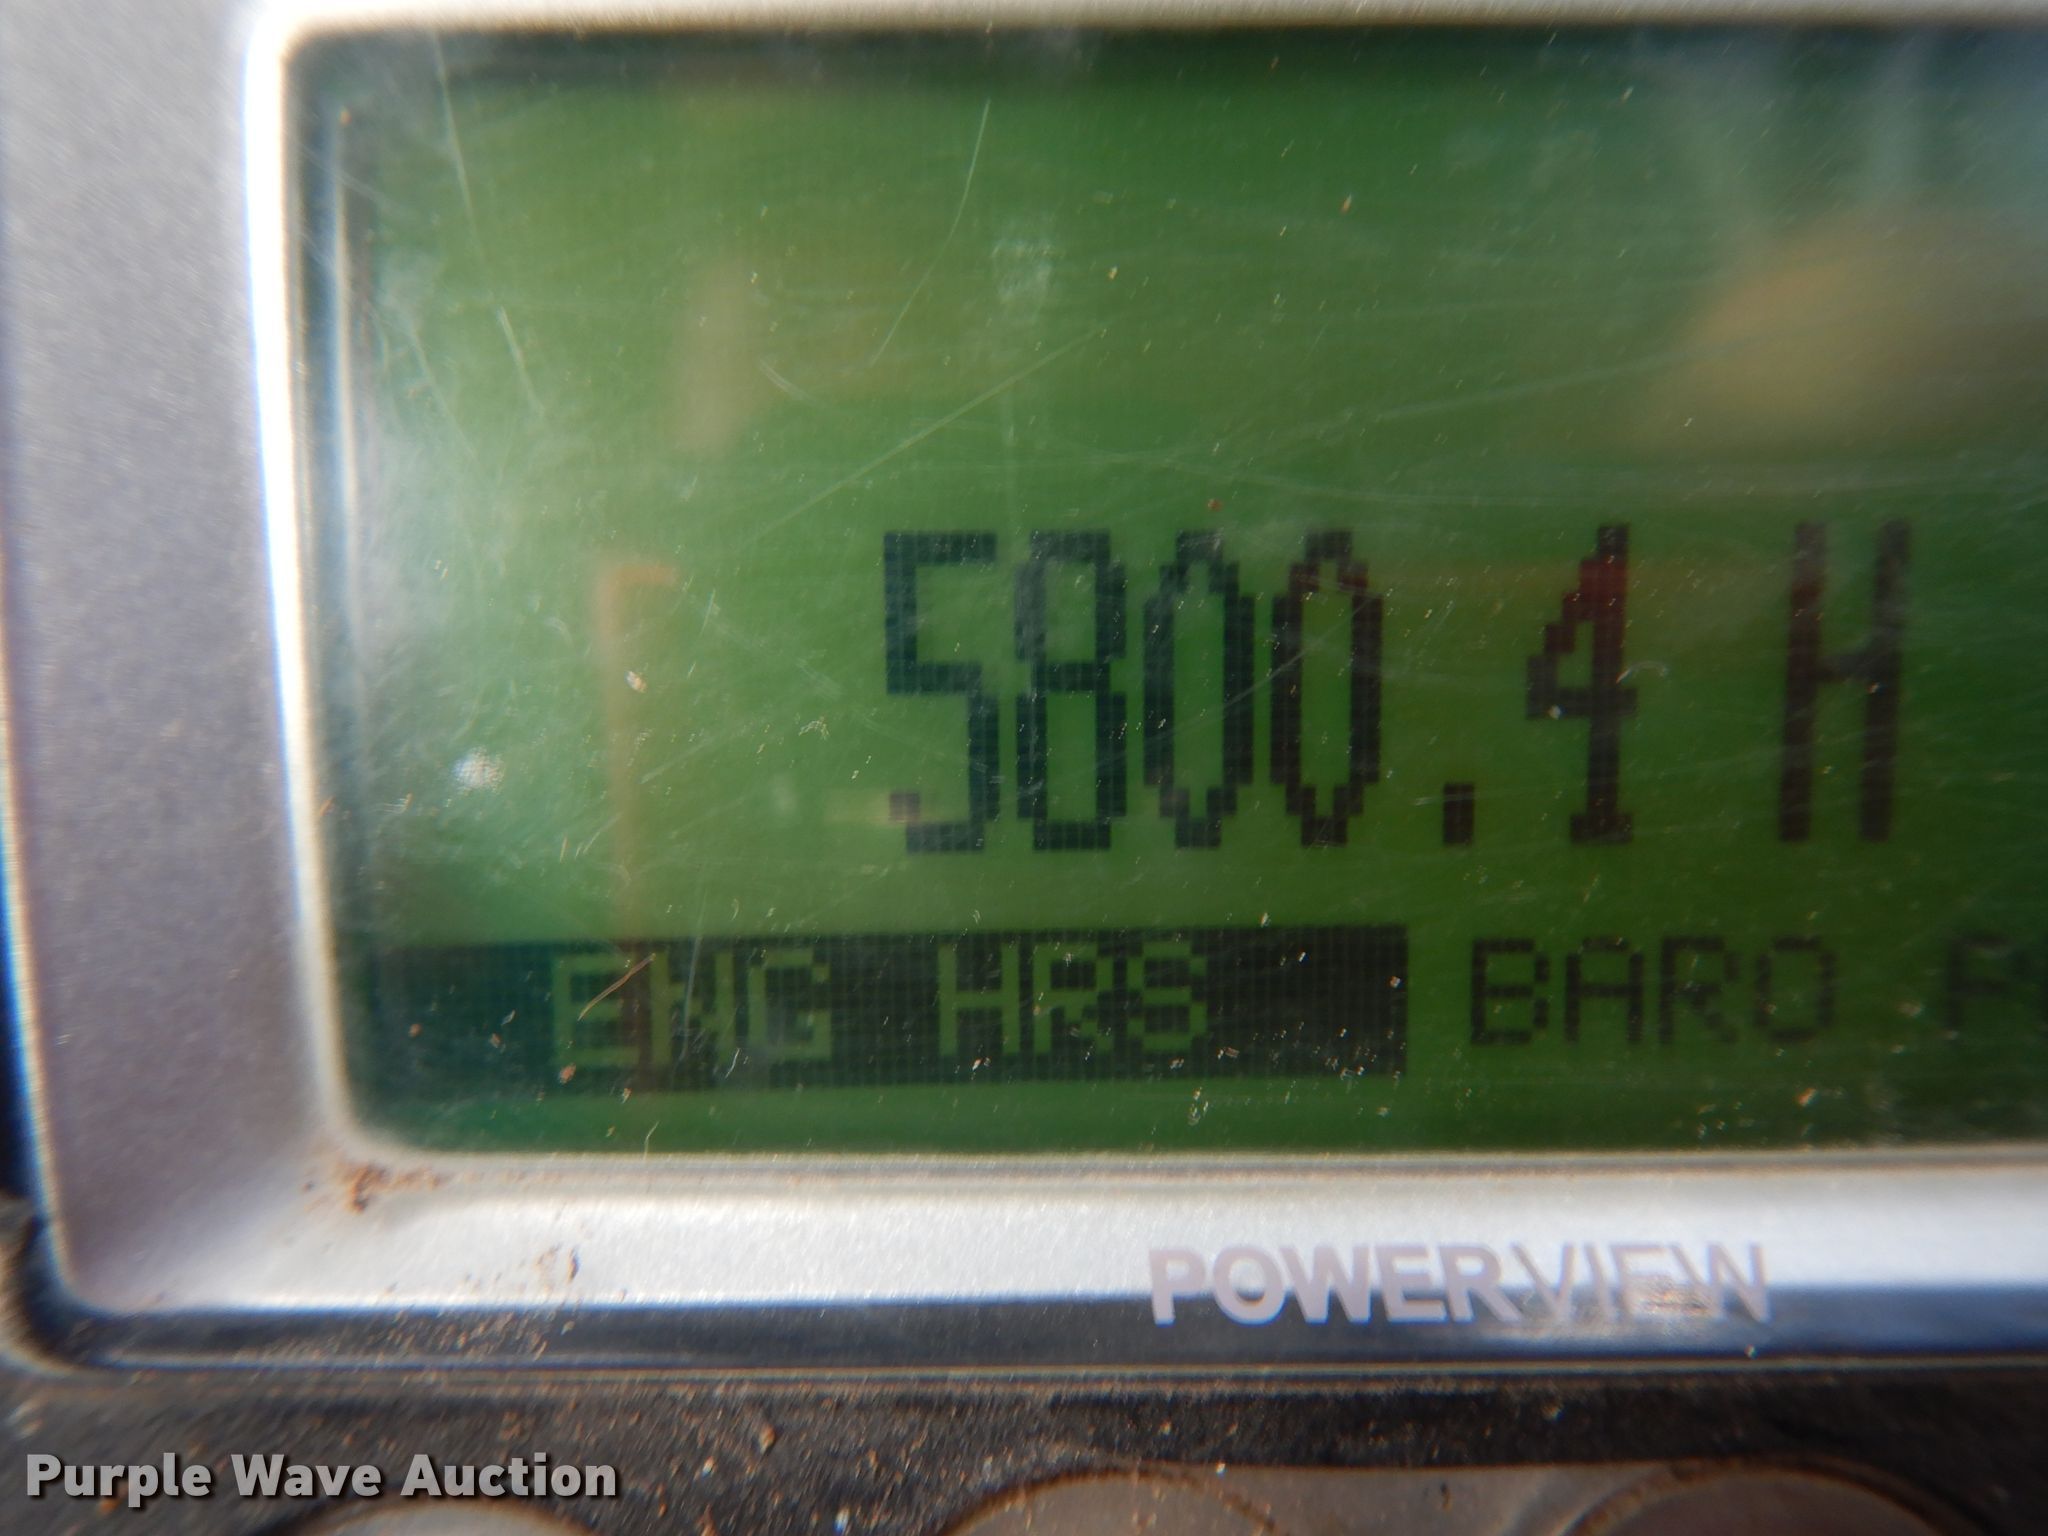 5800.4 H
ENG HRS BARO
POWERVIEW
Purple Wave Auction